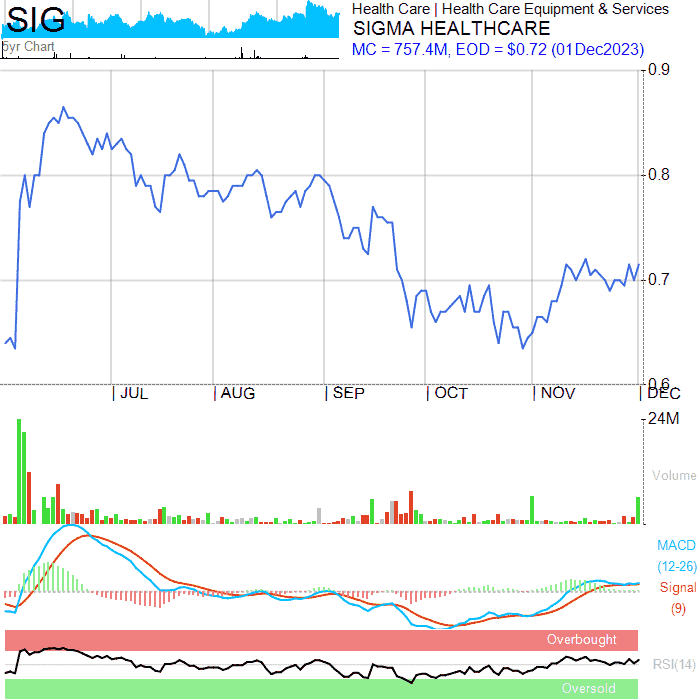 SIG
5yr Chart
Health Care | Health Care Equipment & Services
SIGMA HEALTHCARE
MC = 757.4M, EOD = $0.72 (01Dec2023)
0.9
0.8
0.7
0.6
JUL
AUG
SEP
OCT
NOV
DEC
24M
Volume
MACD
(12-26)
Signal
(9)
Overbought
RSI(14)
Oversold